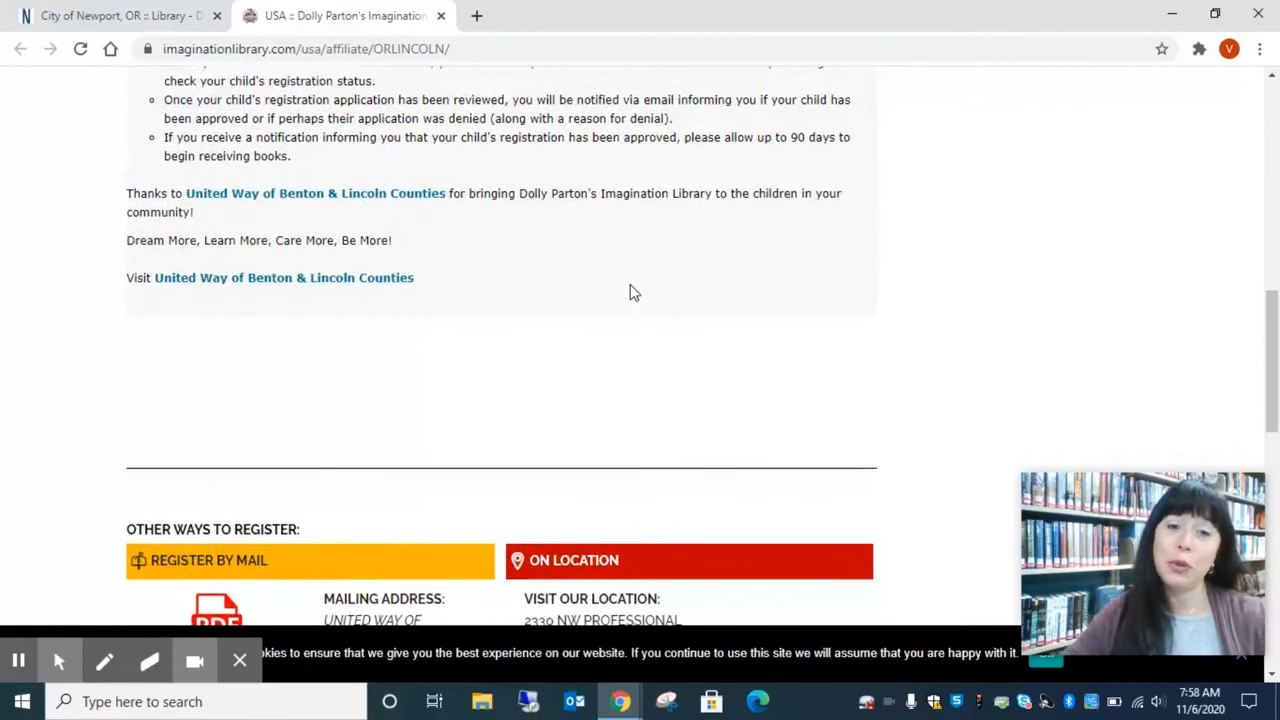 City of Newport, OR :: Library - D
USA :: Dolly Parton's Imagination
imaginationlibrary.com/usa/affiliate/ORLINCOLN/
V
check your child's registration status.
Once your child's registration application has been reviewed, you will be notified via email informing you if your child has
been approved or if perhaps their application was denied (along with a reason for denial).
If you receive a notification informing you that your child's registration has been approved, please allow up to 90 days to
begin receiving books.
Thanks to United Way of Benton & Lincoln Counties for bringing Dolly Parton's Imagination Library to the children in your
community!
Dream More, Learn More, Care More, Be More!
Visit United Way of Benton & Lincoln Counties
OTHER WAYS TO REGISTER:
REGISTER BY MAIL
ON LOCATION
MAILING ADDRESS:
UNITED WAY OF
VISIT OUR LOCATION:
2330 NW PROFESSIONAL
PDF
kies to ensure that we give you the best experience on our website. If you continue to use this site we will assume that you are happy with it.
Type here to search
7:58 AM
11/6/2020